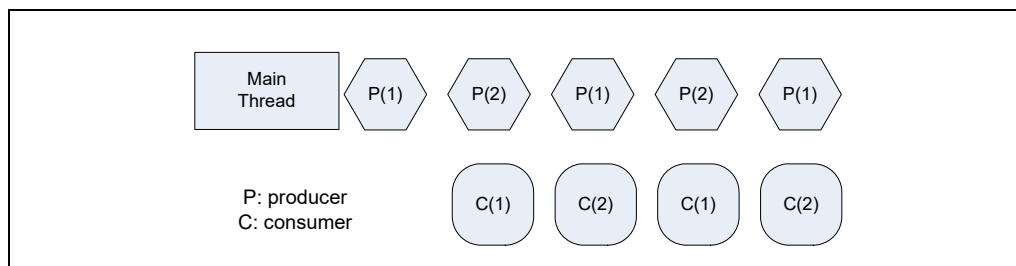 Main
Thread
P(1)
P(2)
P(1)
P(2)
P(1)
P: producer
C: consumer
C(1)
C(2)
C(1)
C(2)